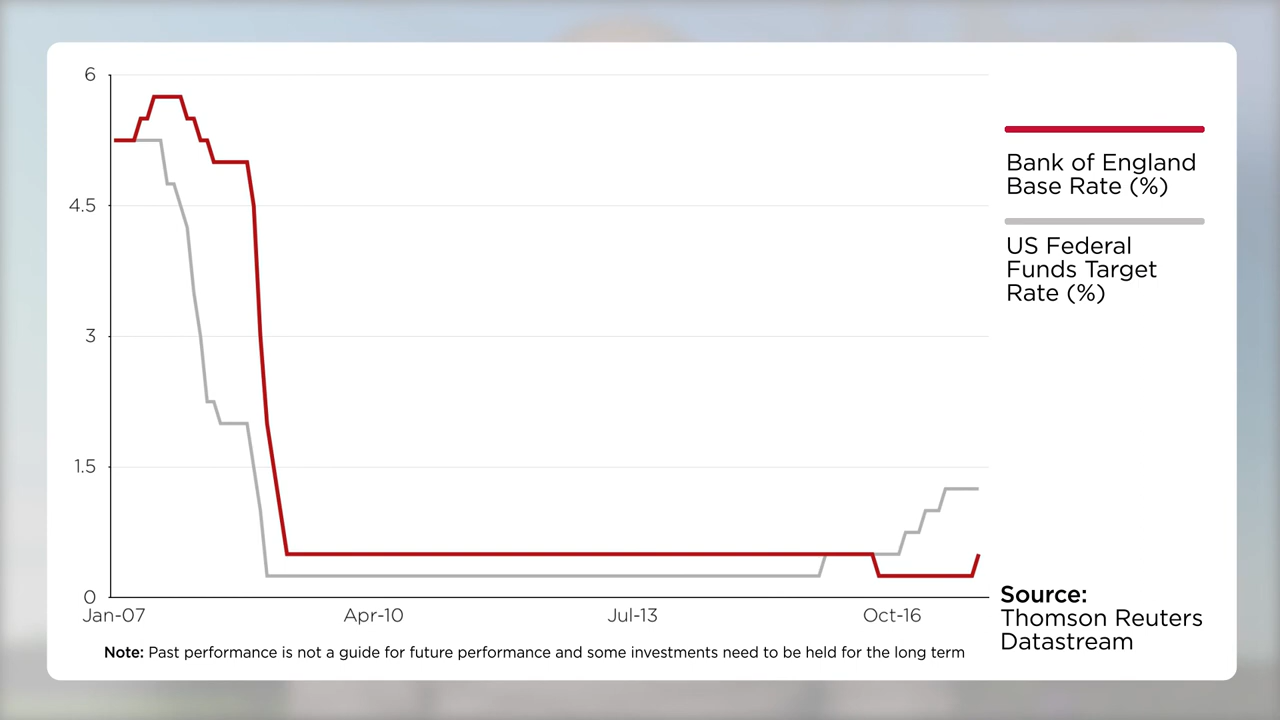 6
4.5
3
1.5
0
Jan-07 Apr-10 Jul-13 Oct-16
Note: Past performance is not a guide for future performance and some investments need to be held for the long term
Bank of England
Base Rate (%)
US Federal
Funds Target
Rate (%)
Source:
Thomson Reuters
Datastream